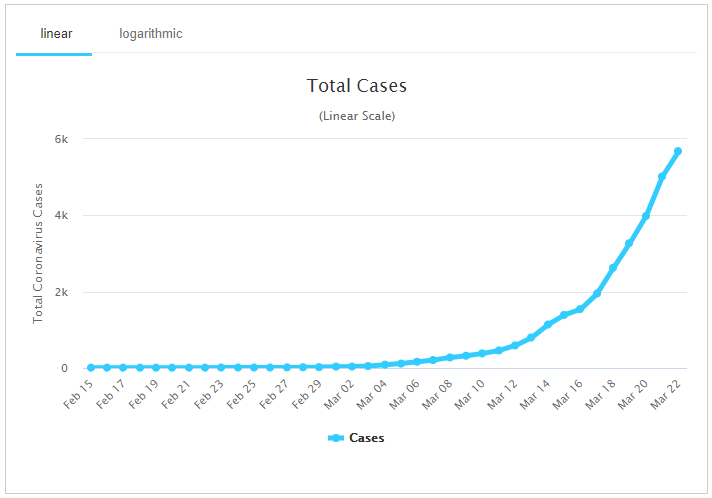 linear logarithmic
Total Cases
(Linear Scale)
Total Coronavirus Cases
6k
4k
2k
0
Feb 15 Feb 17 Feb 19 Feb 21 Feb 23 Feb 25 Feb 27 Feb 29 Mar 02 Mar 04 Mar 06 Mar 08 Mar 10 Mar 12 Mar 14 Mar 16 Mar 18 Mar 20 Mar 22
Cases